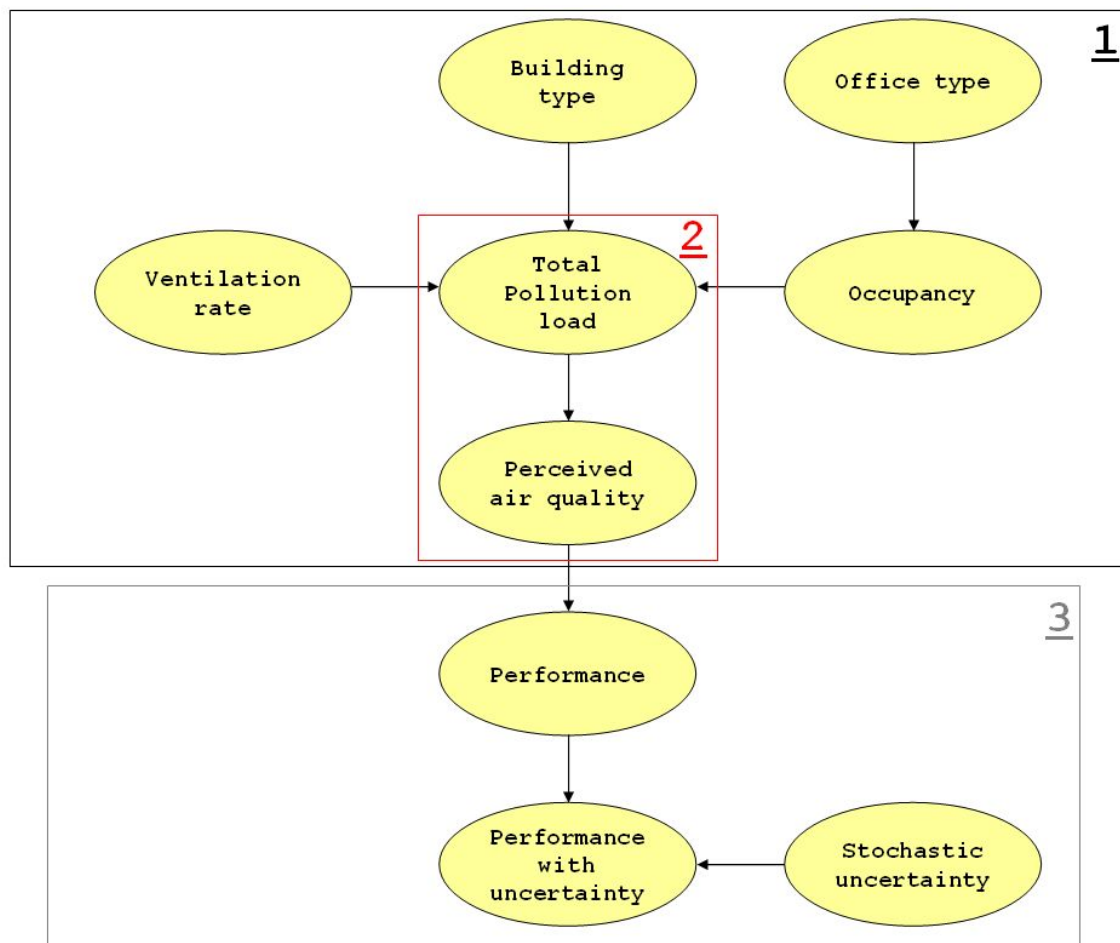 1
Building
type
Office type
2
Ventilation
rate
Total
Pollution
load
Occupancy
Perceived
air quality
3
Performance
Performance
with
uncertainty
Stochastic
uncertainty